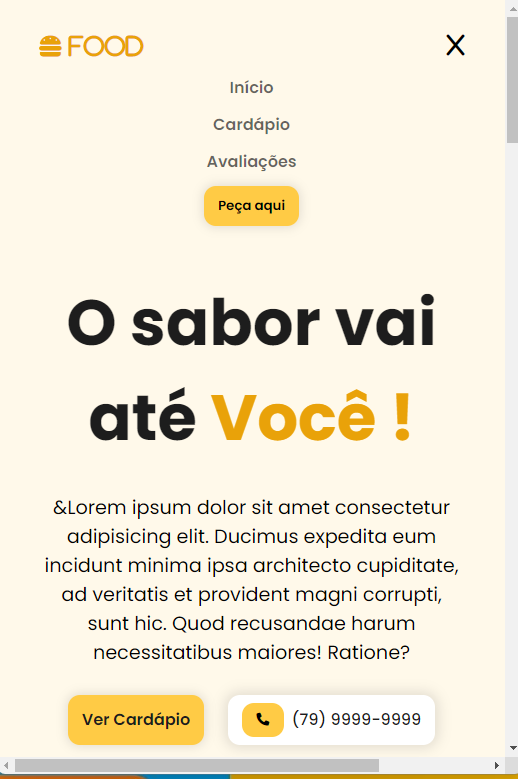 FOOD
Início
Cardápio
Avaliações
Peça aqui
O sabor vai
até Você !
&Lorem ipsum dolor sit amet consectetur
adipisicing elit. Ducimus expedita eum
incidunt minima ipsa architecto cupiditate,
ad veritatis et provident magni corrupti,
sunt hic. Quod recusandae harum
necessitatibus maiores! Ratione?
Ver Cardápio
(79) 9999-9999